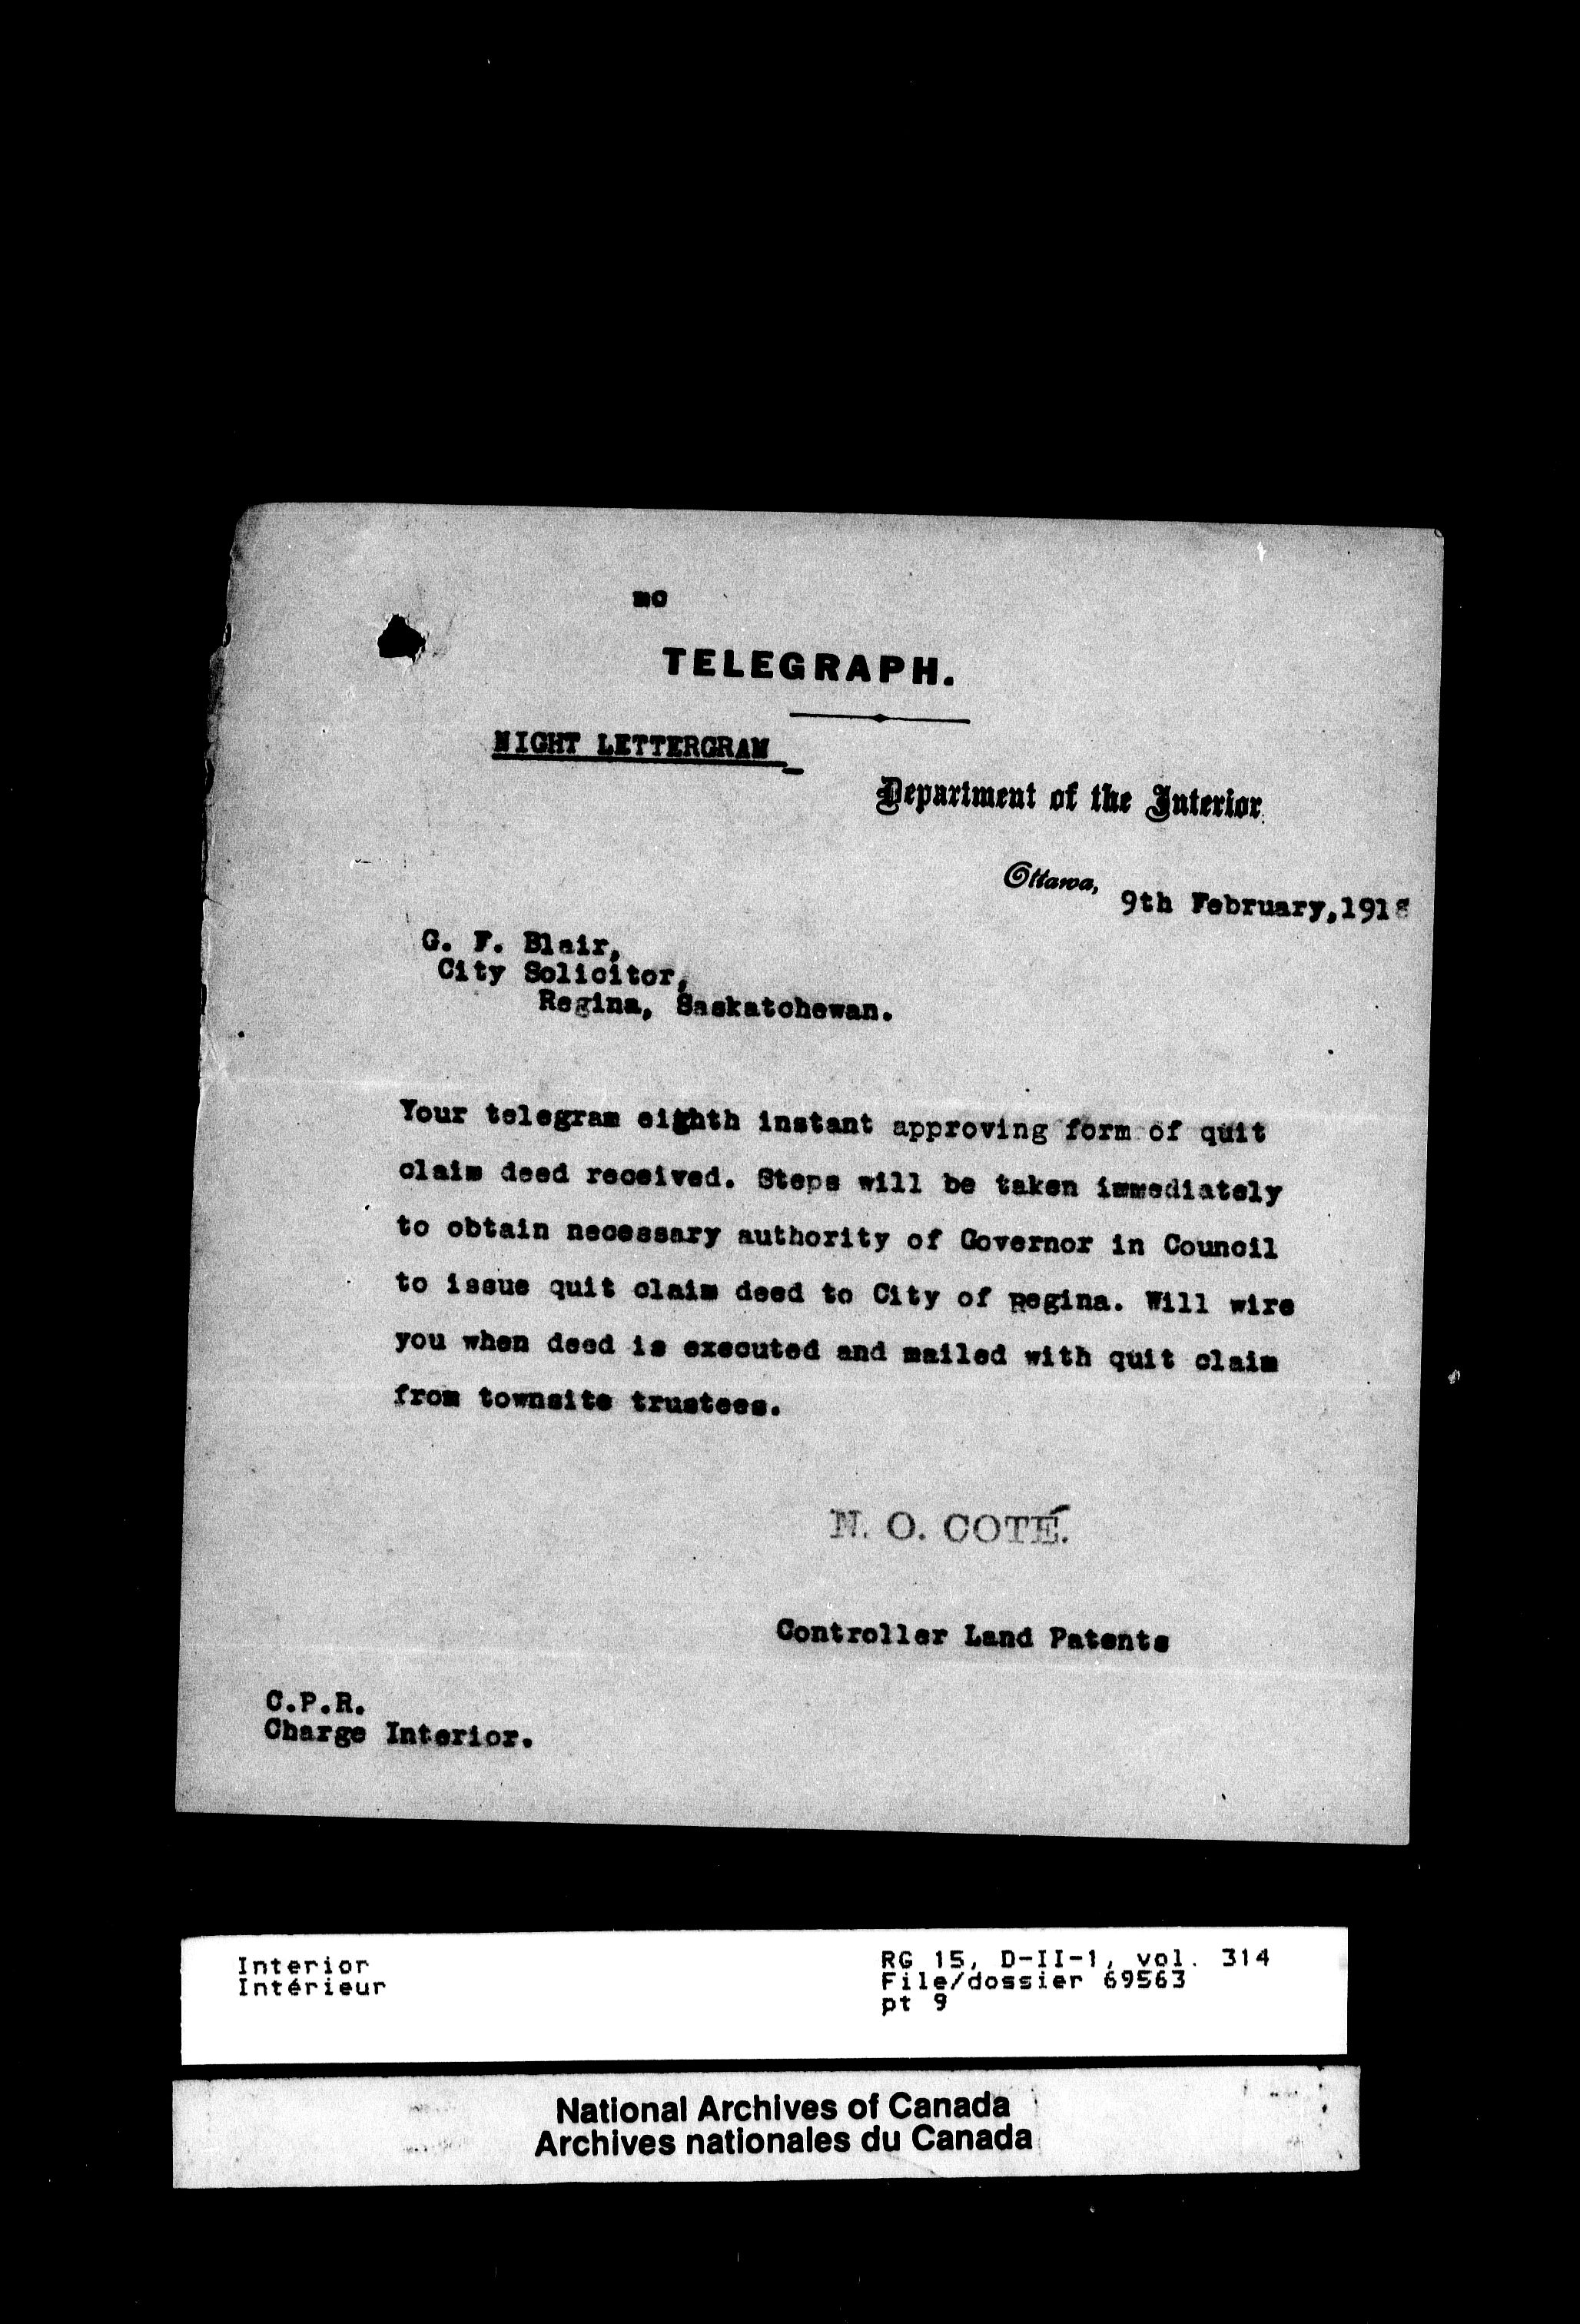 mc
TELEGRAPH.
NIGHT LETTERGRAM
Department of the Interior
Ottawa, 9th February, 1918
G. F. Blair,
City Solicitor,
Regina, Saskatchewan.
Your telegram eighth instant approving form of quit
claim deed received. Steps will be taken immediately
to obtain necessary authority of Governor in Council
to issue quit claim deed to City of Regina. Will wire
you when deed is executed and mailed with quit claim
from townsite trustees.
N. O. COTÉ.
Controller Land Patents
C.P.R.
Charge Interior.
Interior
Intérieur
RG 15, D-II-1, vol. 314
File/dossier 69563
pt 9
National Archives of Canada
Archives nationales du Canada